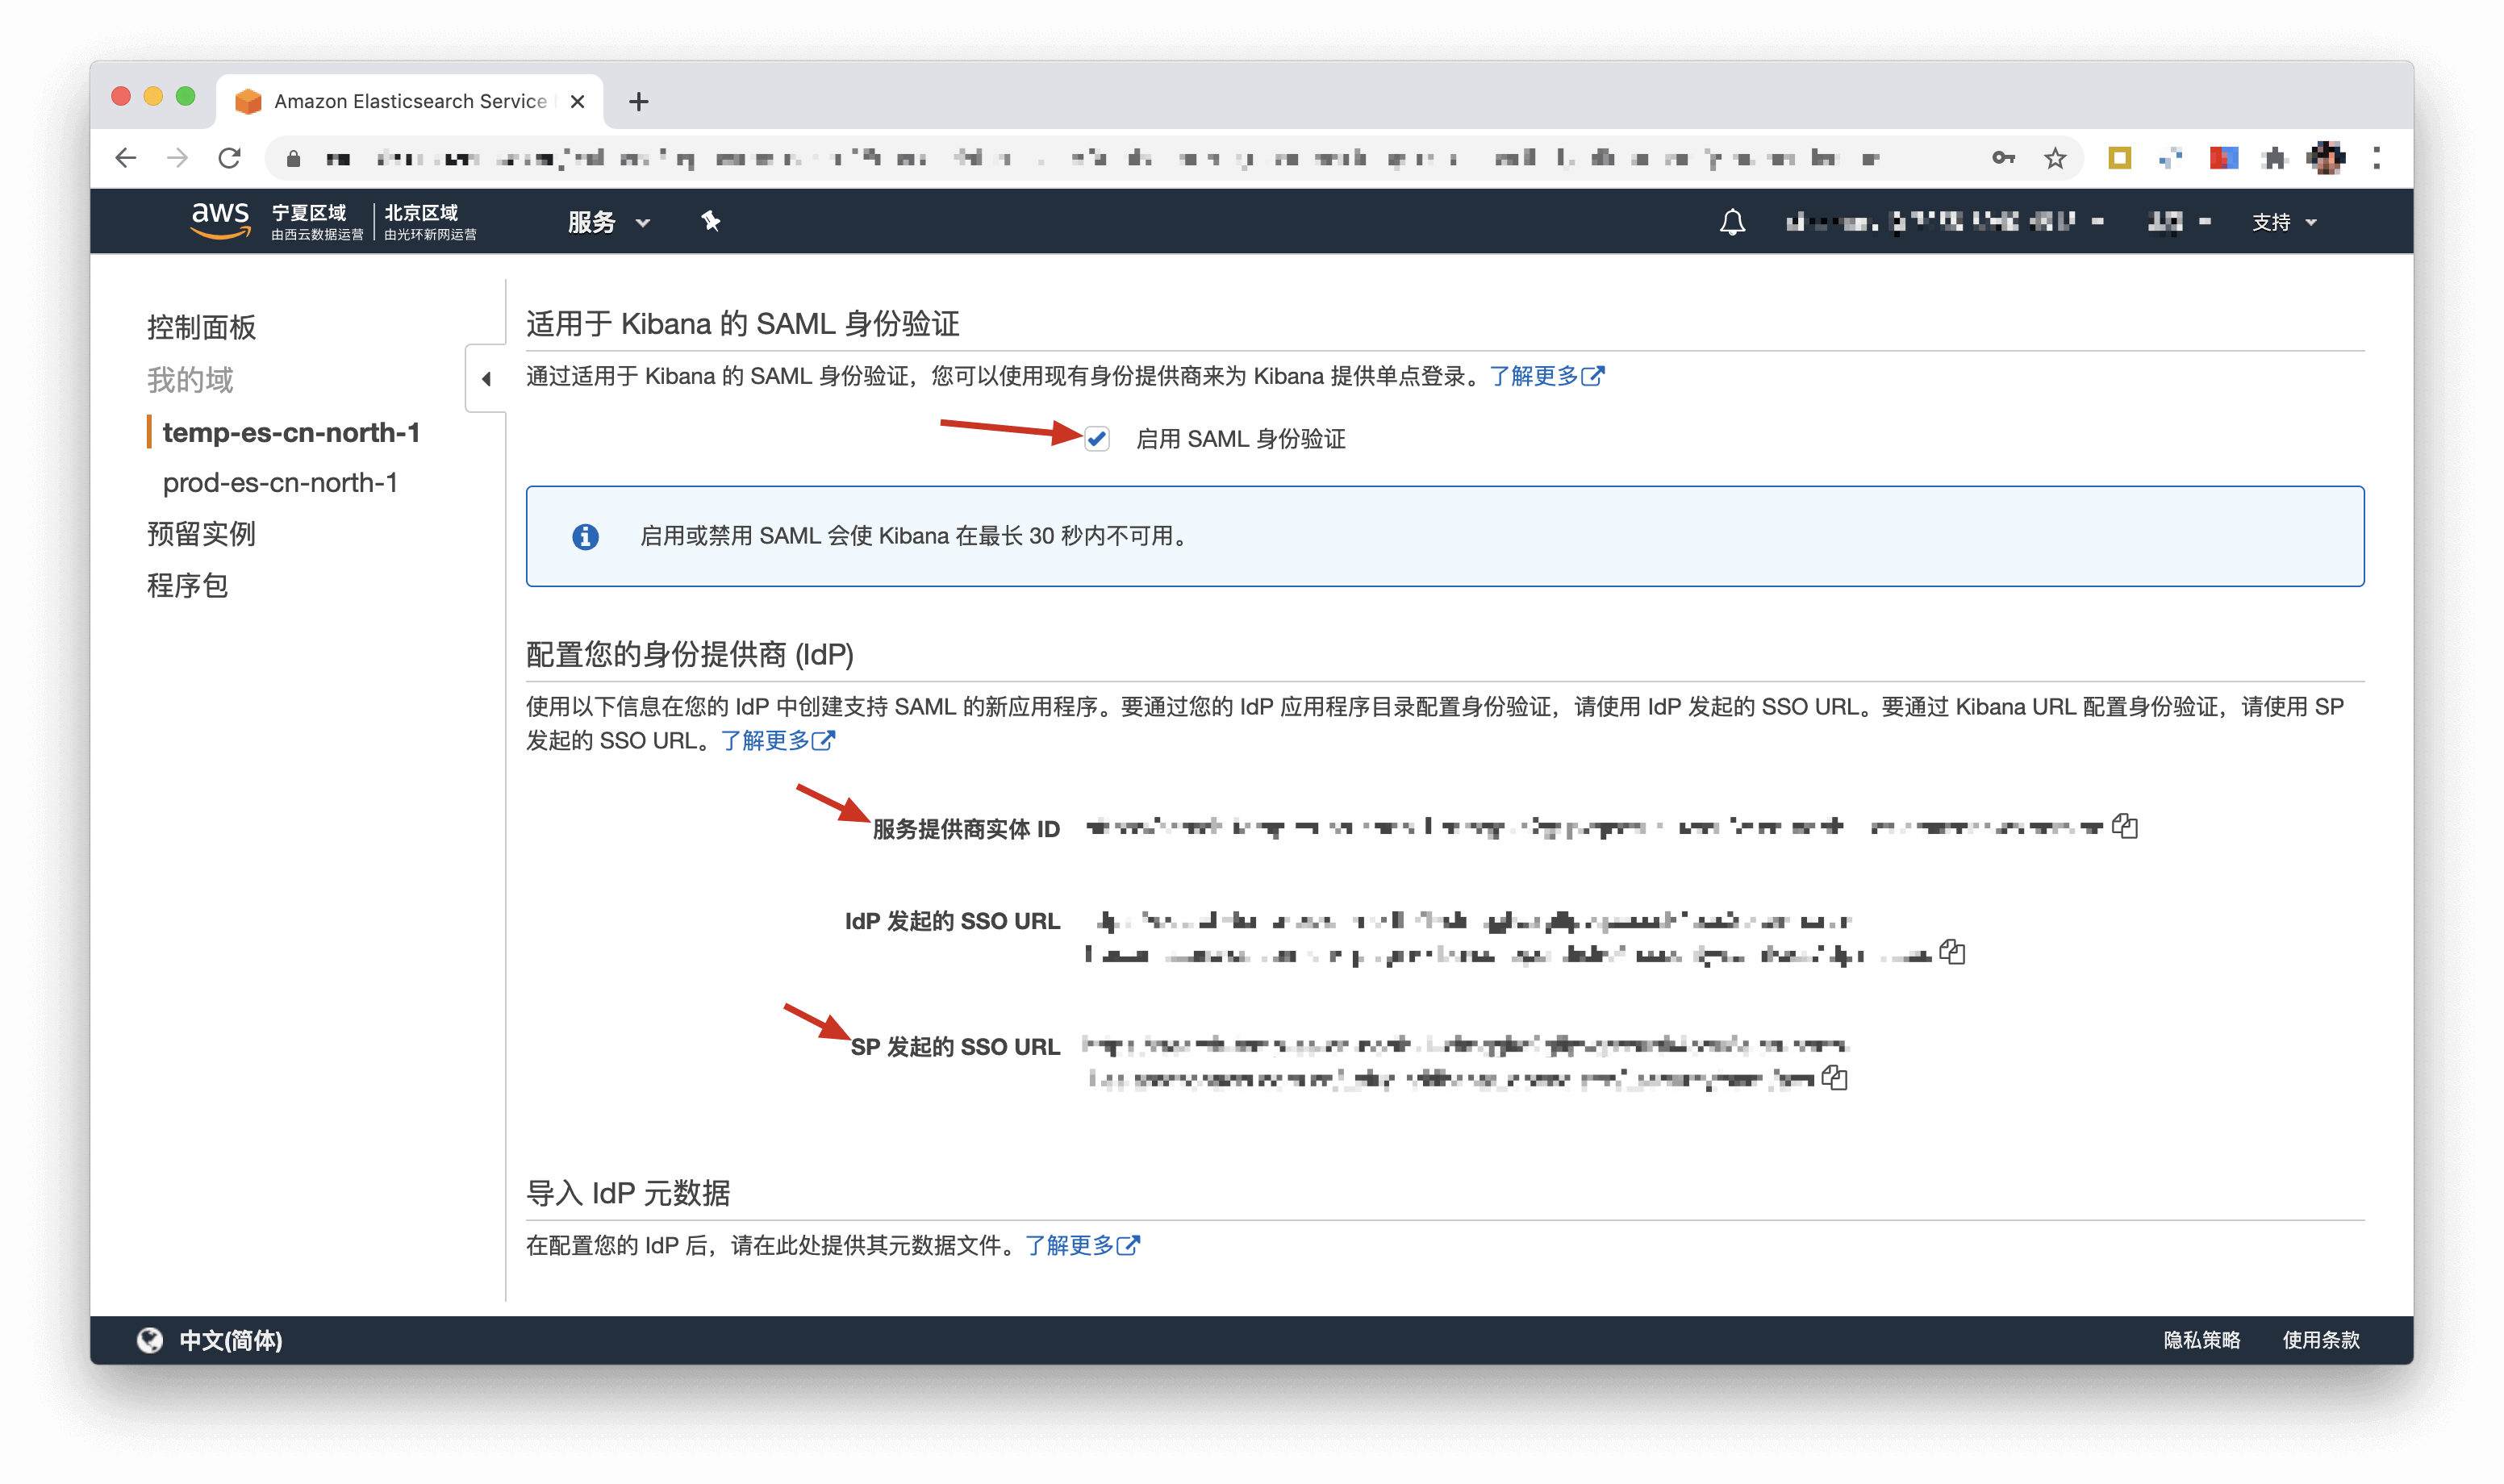 Amazon Elasticsearch Service
aws 宁夏区域 由西云数据运营 北京区域 由光环新网运营 服务 支持
控制面板
我的域
temp-es-cn-north-1
prod-es-cn-north-1
预留实例
程序包
适用于 Kibana 的 SAML 身份验证
通过适用于 Kibana 的 SAML 身份验证，您可以使用现有身份提供商来为 Kibana 提供单点登录。了解更多
启用 SAML 身份验证
启用或禁用 SAML 会使 Kibana 在最长 30 秒内不可用。
配置您的身份提供商 (IdP)
使用以下信息在您的 IdP 中创建支持 SAML 的新应用程序。要通过您的 IdP 应用程序目录配置身份验证，请使用 IdP 发起的 SSO URL。要通过 Kibana URL 配置身份验证，请使用 SP
发起的 SSO URL。了解更多
服务提供商实体 ID
IdP 发起的 SSO URL
SP 发起的 SSO URL
导入 IdP 元数据
在配置您的 IdP 后，请在此处提供其元数据文件。了解更多
中文(简体) 隐私策略 使用条款